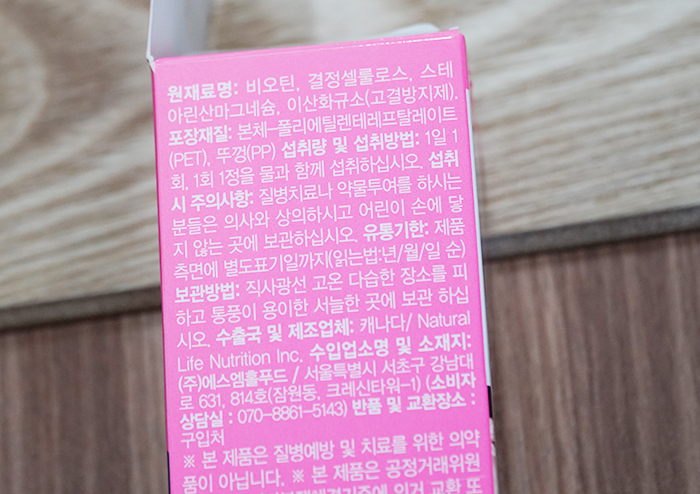 원재료명: 비오틴, 결정셀룰로스, 스테
아린산마그네슘, 이산화규소(고결방지제).
포장재질: 본체-폴리에틸렌테레프탈레이트
(PET), 뚜껑(PP) 섭취량 및 섭취방법: 1일 1
회, 1회 1정을 물과 함께 섭취하십시오. 섭취
시 주의사항: 질병치료나 약물투여를 하시는
분들은 의사와 상의하시고 어린이 손에 닿
지 않는 곳에 보관하십시오. 유통기한: 제품
측면에 별도표기일까지(읽는법:년/월/일 순)
보관방법: 직사광선 고온 다습한 장소를 피
하고 통풍이 용이한 서늘한 곳에 보관 하십
시오. 수출국 및 제조업체: 캐나다/ Natural
Life Nutrition Inc. 수입업소명 및 소재지:
(주)에스엠홀푸드 / 서울특별시 서초구 강남대
로 631, 814호(잠원동, 크레신타워-1) (소비자
상담실 : 070-8861-5143) 반품 및 교환장소 :
구입처
※ 본 제품은 질병예방 및 치료를 위한 의약
품이 아닙니다. ※ 본 제품은 공정거래위원
의거 교환 또